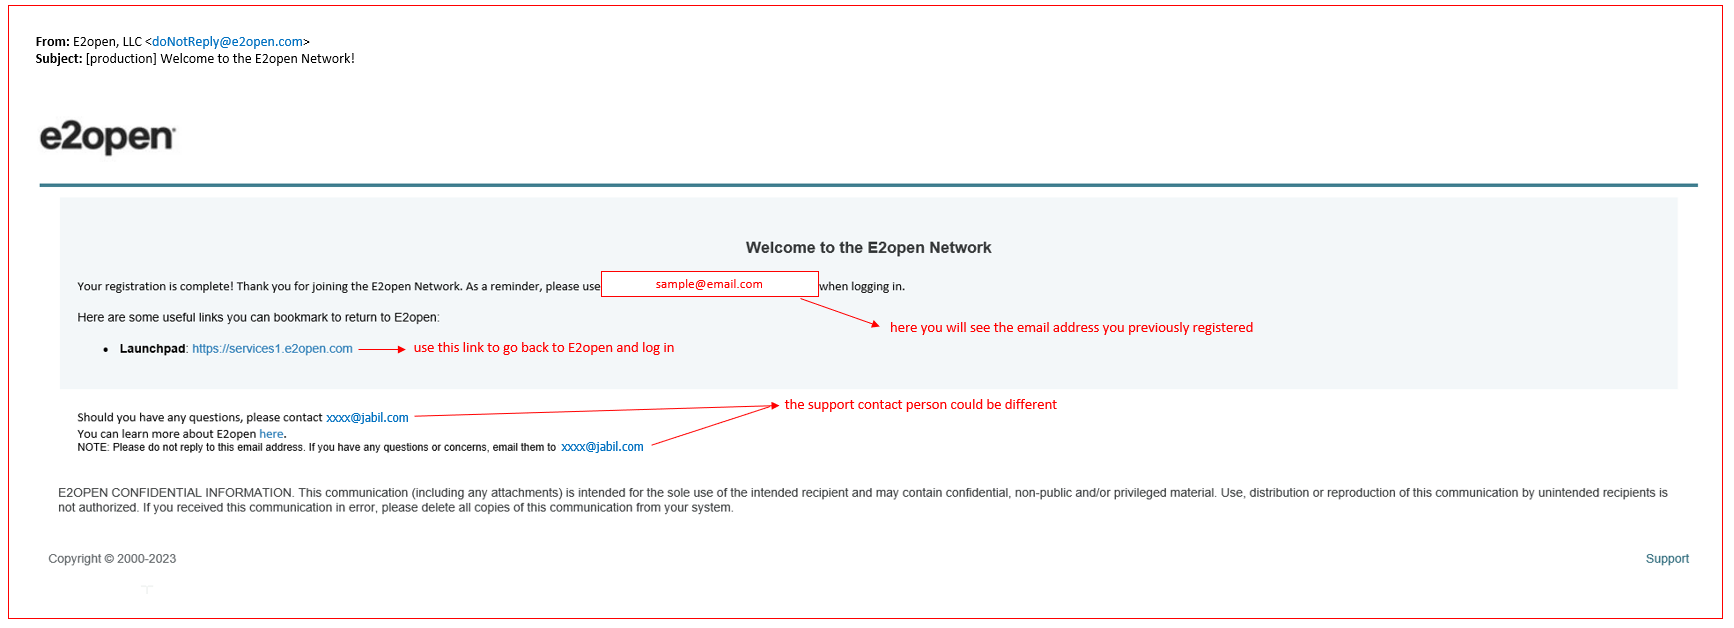 From: E2open, LLC <doNotReply@e2open.com>
Subject: [production] Welcome to the E2open Network!
e2open
Welcome to the E2open Network
Your registration is complete! Thank you for joining the E2open Network. As a reminder, please use sample@email.com when logging in.
Here are some useful links you can bookmark to return to E2open:
here you will see the email address you previously registered
• Launchpad: https://services1.e2open.com use this link to go back to E2open and log in
the support contact person could be different
Should you have any questions, please contact xxxx@jabil.com
You can learn more about E2open here.
NOTE: Please do not reply to this email address. If you have any questions or concerns, email them to xxxx@jabil.com
E2OPEN CONFIDENTIAL INFORMATION. This communication (including any attachments) is intended for the sole use of the intended recipient and may contain confidential, non-public and/or privileged material. Use, distribution or reproduction of this communication by unintended recipients is
not authorized. If you received this communication in error, please delete all copies of this communication from your system.
Copyright © 2000-2023 Support